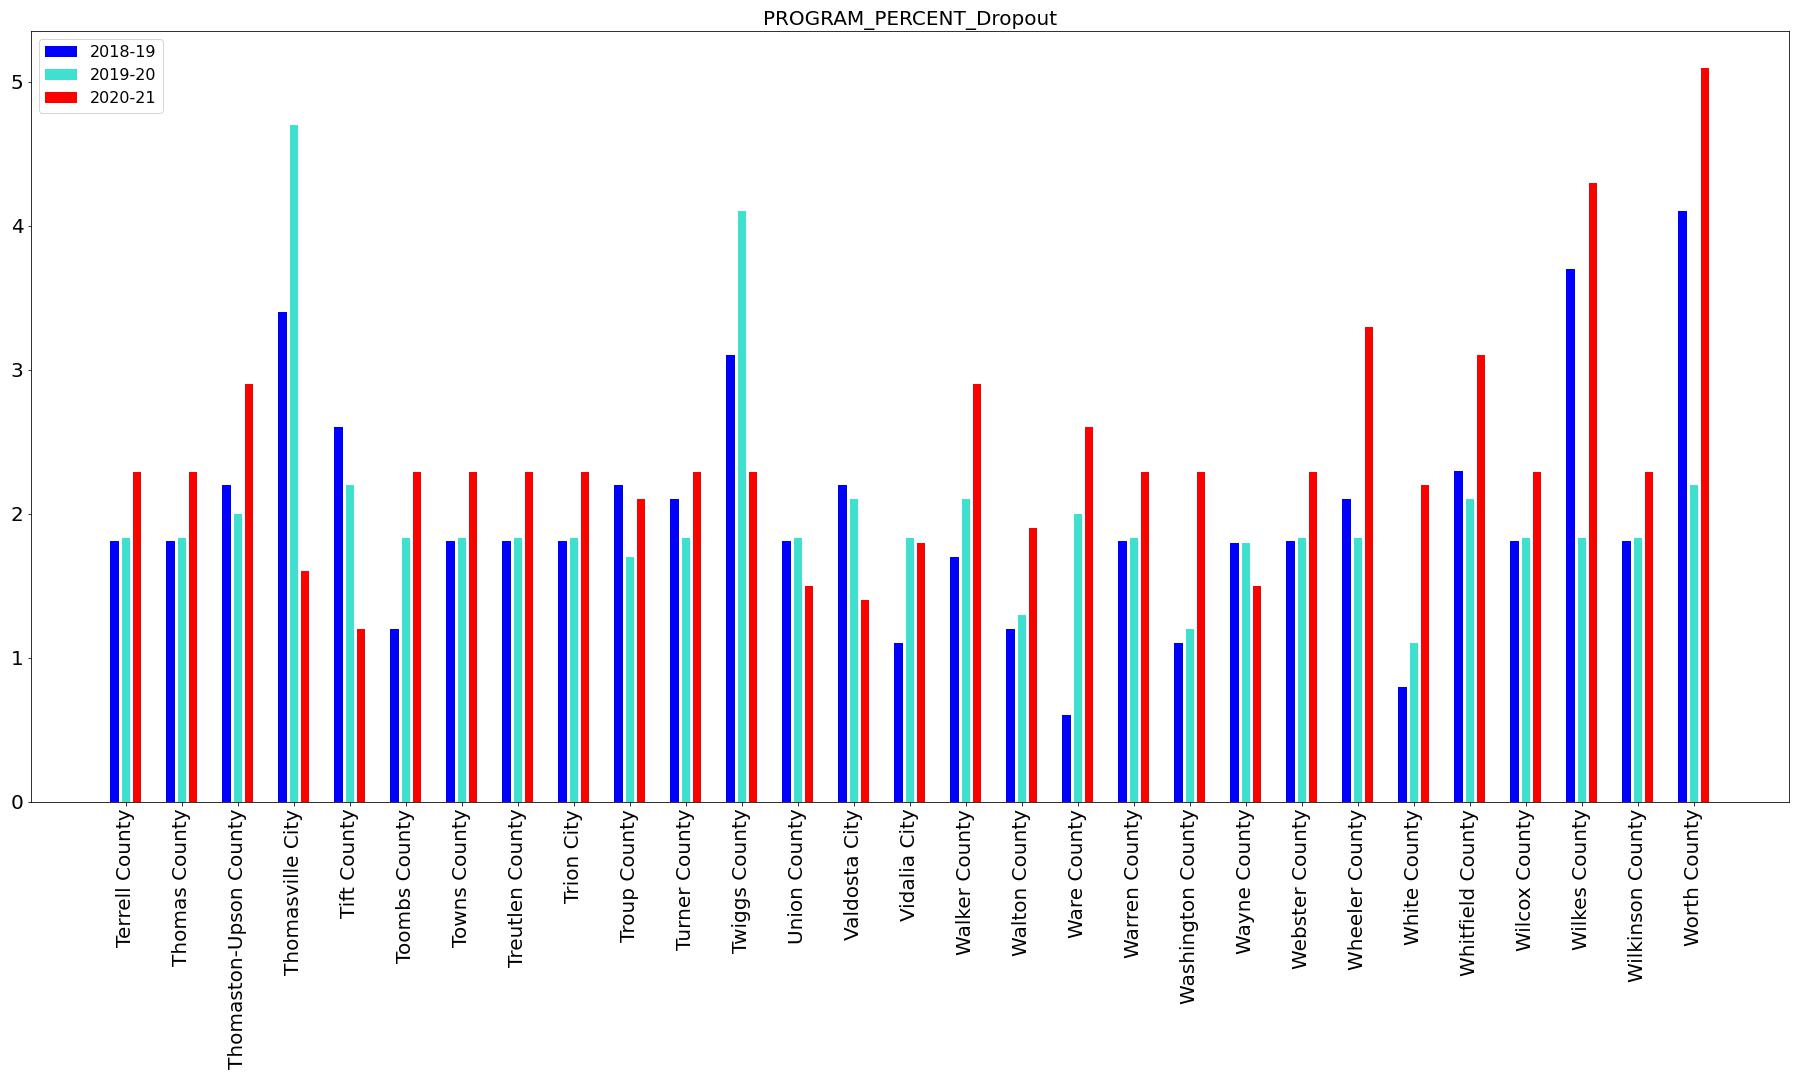 PROGRAM_PERCENT_Dropout
2018-19
2019-20
2020-21
5
4
3
2
1
0
Terrell County
Thomas County
Thomaston-Upson County
Thomasville City
Tift County
Toombs County
Towns County
Treutlen County
Trion City
Troup County
Turner County
Twiggs County
Union County
Valdosta City
Vidalia City
Walker County
Walton County
Ware County
Warren County
Washington County
Wayne County
Webster County
Wheeler County
White County
Whitfield County
Wilcox County
Wilkes County
Wilkinson County
Worth County